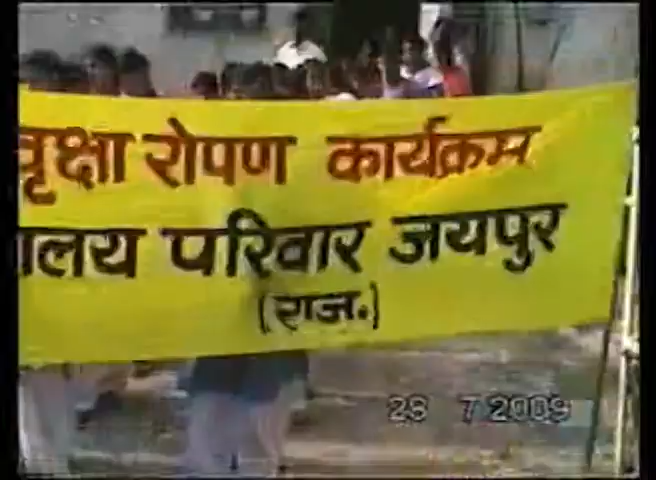 वृक्षा रोपण कार्यक्रम
ालय परिवार जयपुर
(राज.)
28 7 2009